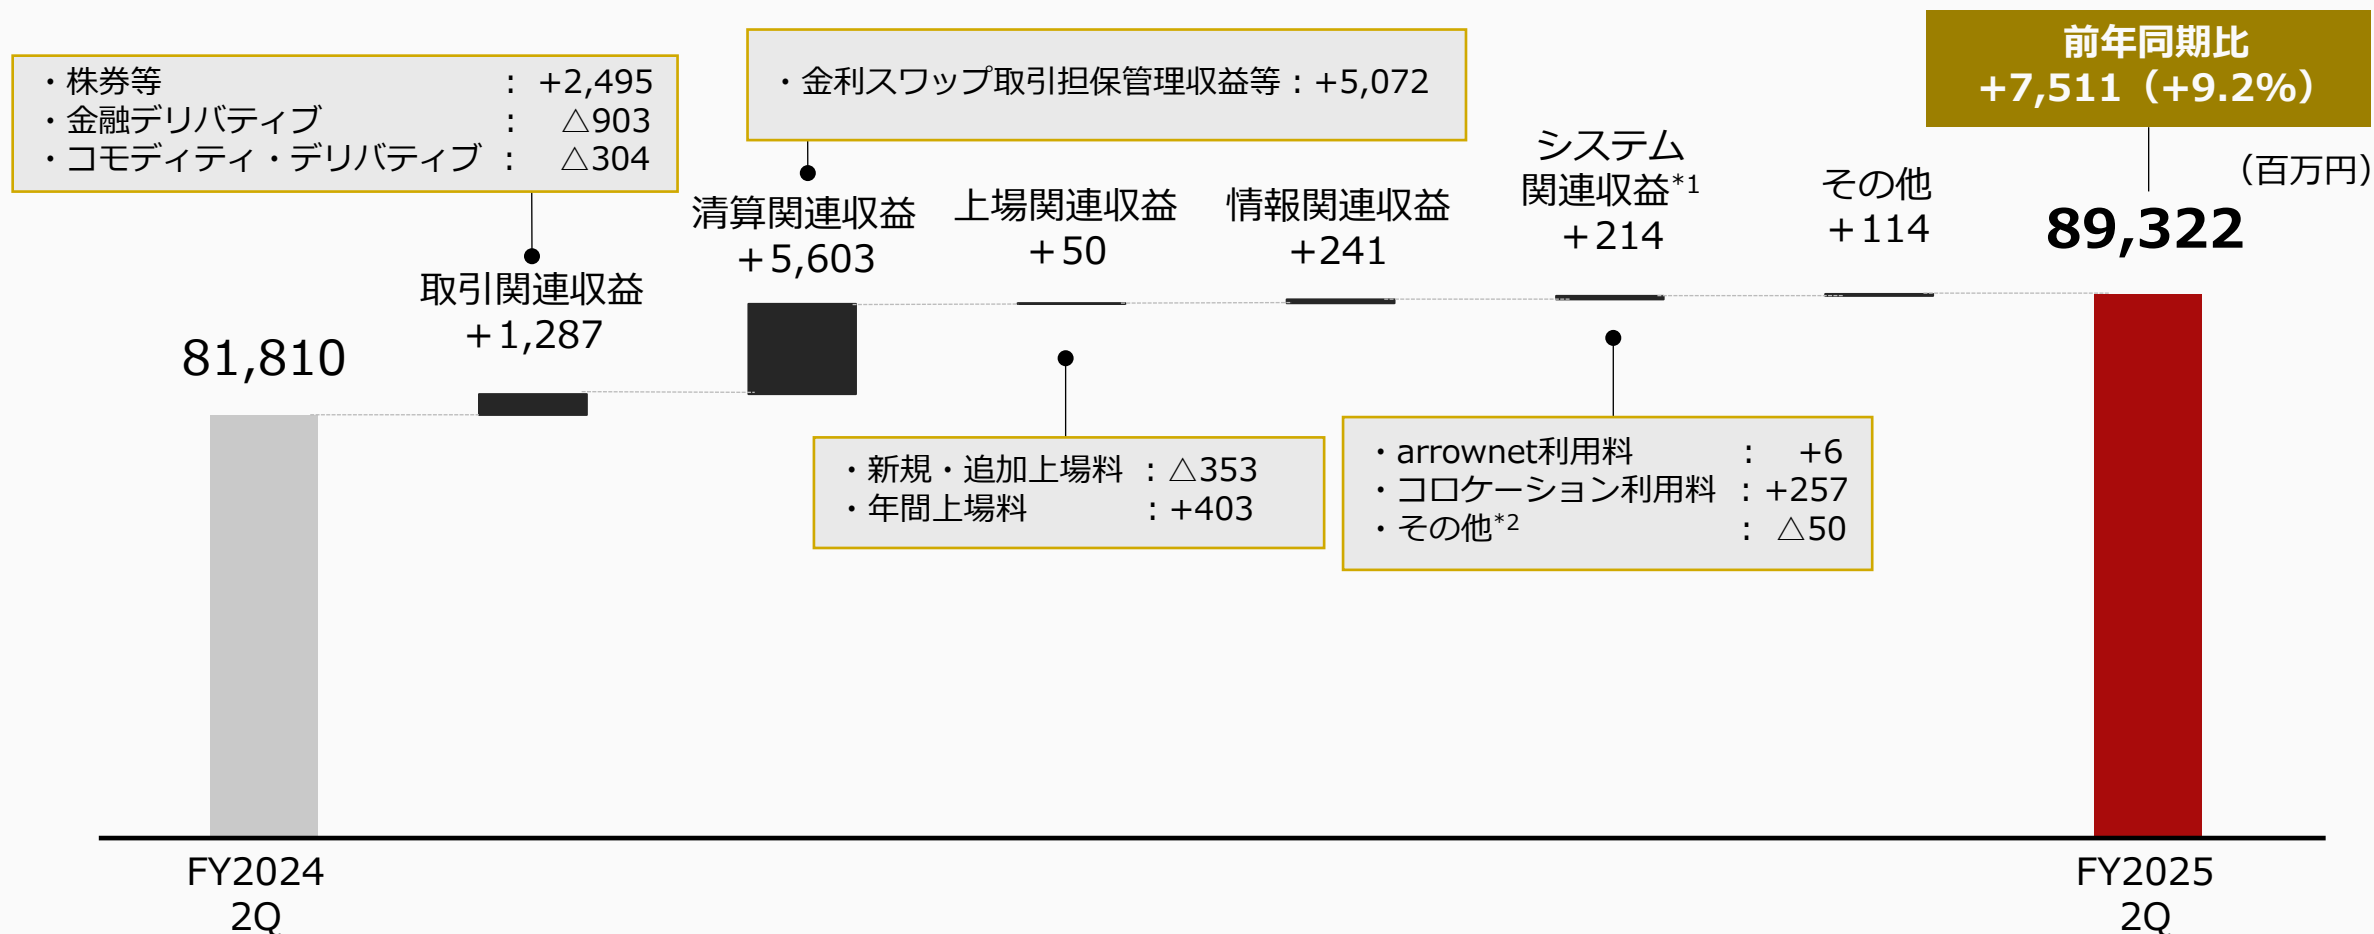 前年同期比
+7,511（+9.2%）
（百万円）
・株券等 ： +2,495
・金融デリバティブ ： △903
・コモディティ・デリバティブ ： △304
・金利スワップ取引担保管理収益等：+5,072
81,810
取引関連収益
＋1,287
清算関連収益
＋5,603
上場関連収益
＋50
情報関連収益
＋241
システム
関連収益*1
＋214
その他
＋114
89,322
・新規・追加上場料 ：△353
・年間上場料 ：+403
・arrownet利用料 ： +6
・コロケーション利用料 ：+257
・その他*2 ： △50
FY2024
2Q
FY2025
2Q